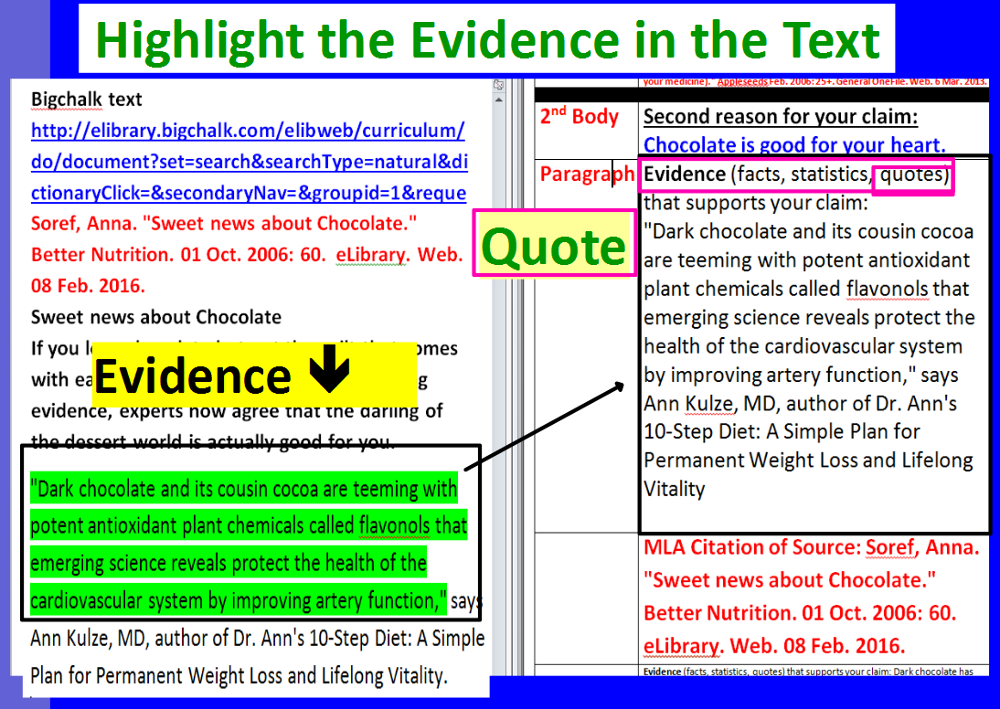 Highlight the Evidence in the Text
Bigchalk text
http://elibrary.bigchalk.com/elibweb/curriculum/
do/document?set=search&searchType=natural&di
ctionaryClick=&secondaryNav=&groupid=1&reque
Soref, Anna. "Sweet news about Chocolate."
Better Nutrition. 01 Oct. 2006: 60. eLibrary. Web.
08 Feb. 2016.
Sweet news about Chocolate
If you
with
Evidence
evidence, experts now agree that the darling of
the dessert world is actually good for you.
"Dark chocolate and its cousin cocoa are teeming with
potent antioxidant plant chemicals called flavonols that
emerging science reveals protect the health of the
cardiovascular system by improving artery function," says
Ann Kulze, MD, author of Dr. Ann's 10-Step Diet: A Simple
Plan for Permanent Weight Loss and Lifelong Vitality.
Quote
your medicine)." Appleseeds Feb. 2006: 25+. General OneFile. Web. 6 Mar. 2013.
2nd Body
Paragraph
Second reason for your claim:
Chocolate is good for your heart.
Evidence (facts, statistics, quotes)
that supports your claim:
"Dark chocolate and its cousin cocoa
are teeming with potent antioxidant
plant chemicals called flavonols that
emerging science reveals protect the
health of the cardiovascular system
by improving artery function," says
Ann Kulze, MD, author of Dr. Ann's
10-Step Diet: A Simple Plan for
Permanent Weight Loss and Lifelong
Vitality
MLA Citation of Source: Soref, Anna.
"Sweet news about Chocolate."
Better Nutrition. 01 Oct. 2006: 60.
eLibrary. Web. 08 Feb. 2016.
Evidence (facts, statistics, quotes) that supports your claim: Dark chocolate has